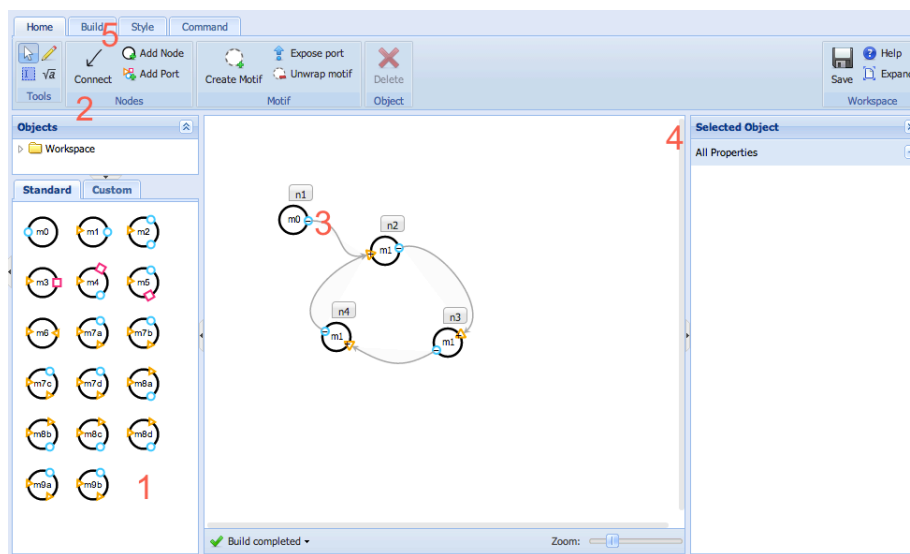 Home Build Style Command
5
Connect Add Node Add Port
Create Motif Expose port Unwrap motif
Delete
Save Help Expand
Tools Nodes Motif Object Workspace
2
Objects
Workspace
Standard Custom
m0 m1 m2
m3 m4 m5
m6 m7a m7b
m7c m7d m8a
m8b m8c m8d
m9a m9b
1
4
n1
m0
3
n2
m1
n4
m1
n3
m1
Build completed
Zoom:
Selected Object
All Properties